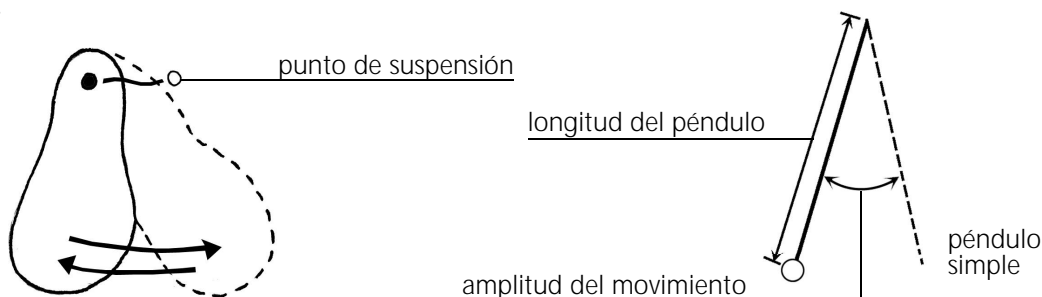 punto de suspensión
longitud del péndulo
péndulo
simple
amplitud del movimiento